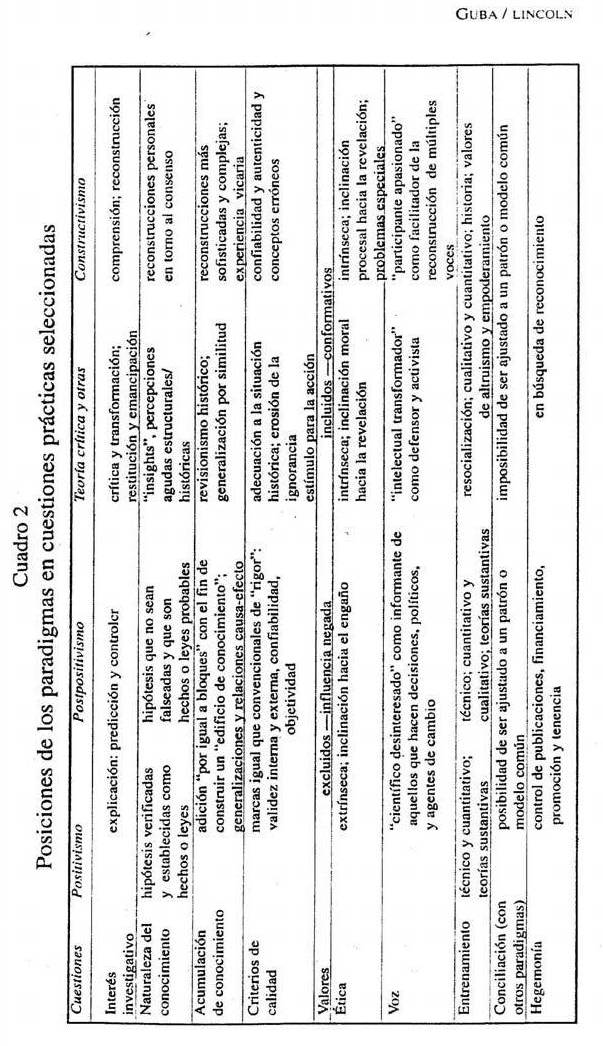 GUBA / LINCOLN
Cuadro 2
Posiciones de los paradigmas en cuestiones prácticas seleccionadas
Cuestiones Positivismo Postpositivismo Teoría crítica y otras Constructivismo
Interés
investigativo
explicación: predicción y controler
crítica y transformación;
restitución y emancipación
comprensión; reconstrucción
Naturaleza del
conocimiento
hipótesis verificadas
y establecidas como
hechos o leyes
hipótesis que no sean
falseadas y que son
hechos o leyes probables
"insights", percepciones
agudas estructurales/
históricas
reconstrucciones personales
en torno al consenso
Acumulación
de conocimiento
adición "por igual a bloques" con el fin de
construir un "edificio de conocimiento";
generalizaciones y relaciones causa-efecto
revisionismo histórico;
generalización por similitud
reconstrucciones más
sofisticadas y complejas;
experiencia vicaria
Criterios de
calidad
marcas igual que convencionales de "rigor":
validez interna y externa, confiabilidad,
objetividad
adecuación a la situación
histórica; erosión de la
ignorancia
estímulo para la acción
confiabilidad y autenticidad y
conceptos erróneos
Valores
excluidos —influencia negada
incluidos —conformativos
Ética
extrínseca; inclinación hacia el engaño
intrínseca; inclinación moral
hacia la revelación
intrínseca; inclinación
procesal hacia la revelación;
problemas especiales
Voz
"científico desinteresado" como informante de
aquellos que hacen decisiones, políticos,
y agentes de cambio
"intelectual transformador"
como defensor y activista
"participante apasionado"
como facilitador de la
reconstrucción de múltiples
voces
Entrenamiento
técnico y cuantitativo;
teorías sustantivas
técnico; cuantitativo y
cualitativo; teorías sustantivas
resocialización; cualitativo y cuantitativo; historia; valores
de altruismo y empoderamiento
Conciliación (con
otros paradigmas)
posibilidad de ser ajustado a un patrón o
modelo común
imposibilidad de ser ajustado a un patrón o modelo común
Hegemonía
control de publicaciones, financiamiento,
promoción y tenencia
en búsqueda de reconocimiento